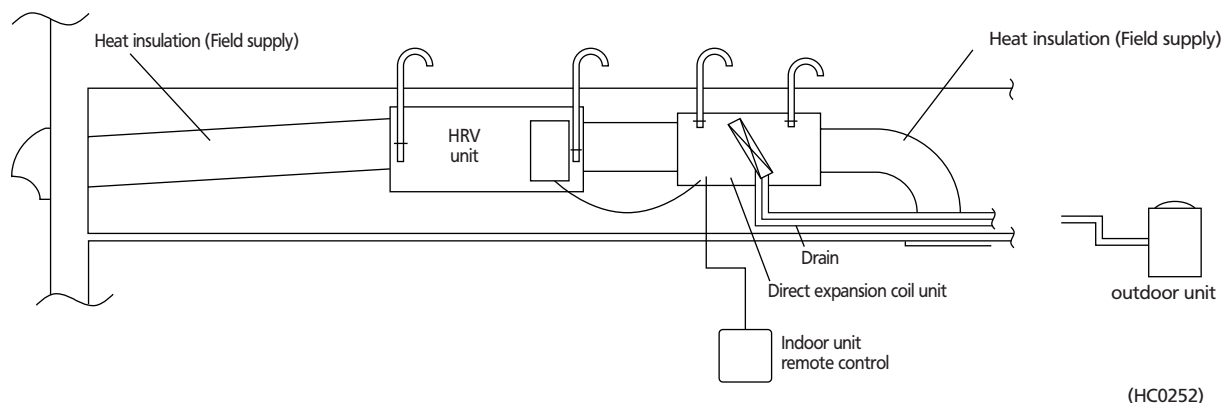 Heat insulation (Field supply)
Heat insulation (Field supply)
HRV
unit
Drain
Direct expansion coil unit
outdoor unit
Indoor unit
remote control
(HC0252)